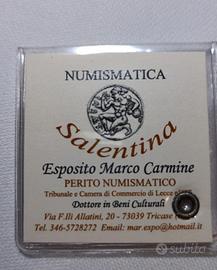 NUMISMATICA
Salentina
Esposito Marco Carmine
PERITO NUMISMATICO
Tribunale e Camera di Commercio di Lecce
Dottore in Beni Culturali
Via F.lli Allatini, 20 - 73039 Tricase
Tel. 346-5728272 Email: mar.expo@hotmail.it
subito